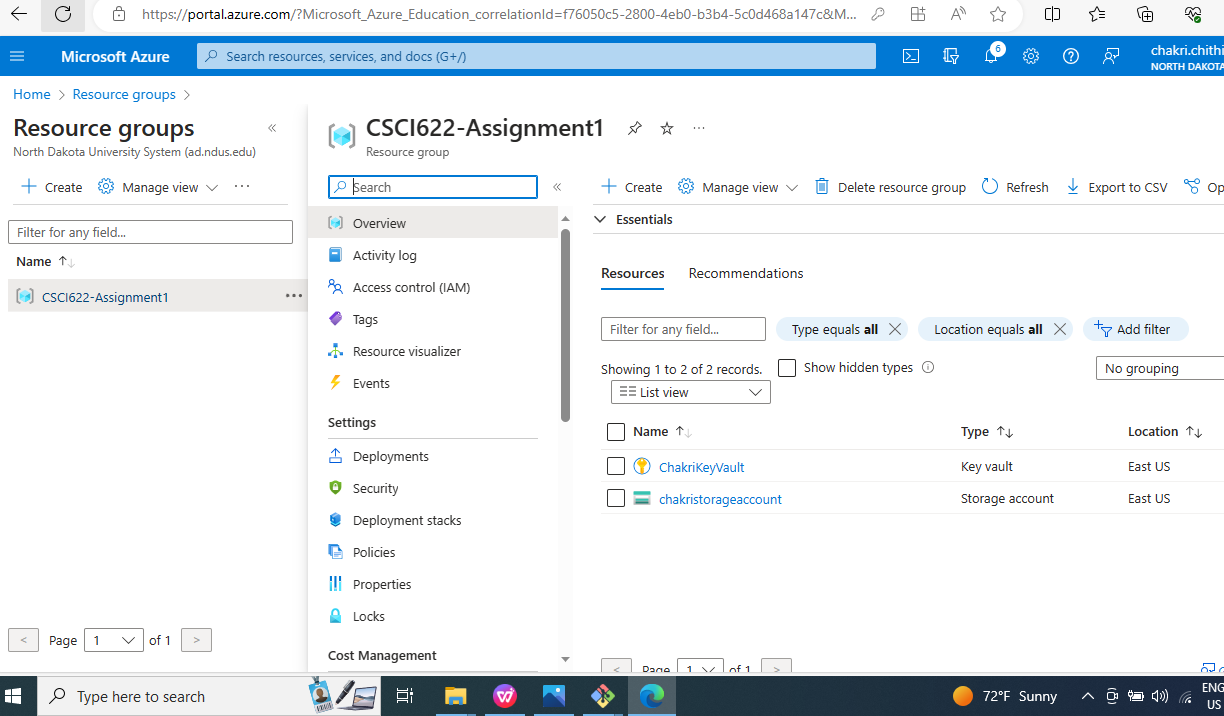 https://portal.azure.com/?Microsoft_Azure_Education_correlationId=f76050c5-2800-4eb0-b3b4-5c0d468a147c&M...
Microsoft Azure
Search resources, services, and docs (G+/)
6
chakri.chithi
NORTH DAKOTA
Home > Resource groups >
Resource groups
North Dakota University System (ad.ndus.edu)
Create
Manage view
Filter for any field...
Name
CSCI622-Assignment1
< Page 1 of 1 >
CSCI622-Assignment1
Resource group
Search
Overview
Activity log
Access control (IAM)
Tags
Resource visualizer
Events
Settings
Deployments
Security
Deployment stacks
Policies
Properties
Locks
Cost Management
Create Manage view Delete resource group Refresh Export to CSV Op
Essentials
Resources Recommendations
Filter for any field... Type equals all Location equals all Add filter
Showing 1 to 2 of 2 records. Show hidden types
No grouping
List view
Name Type Location
ChakriKeyVault Key vault East US
chakristorageaccount Storage account East US
< Page 1 of 1 >
Type here to search
72°F Sunny
ENG
US